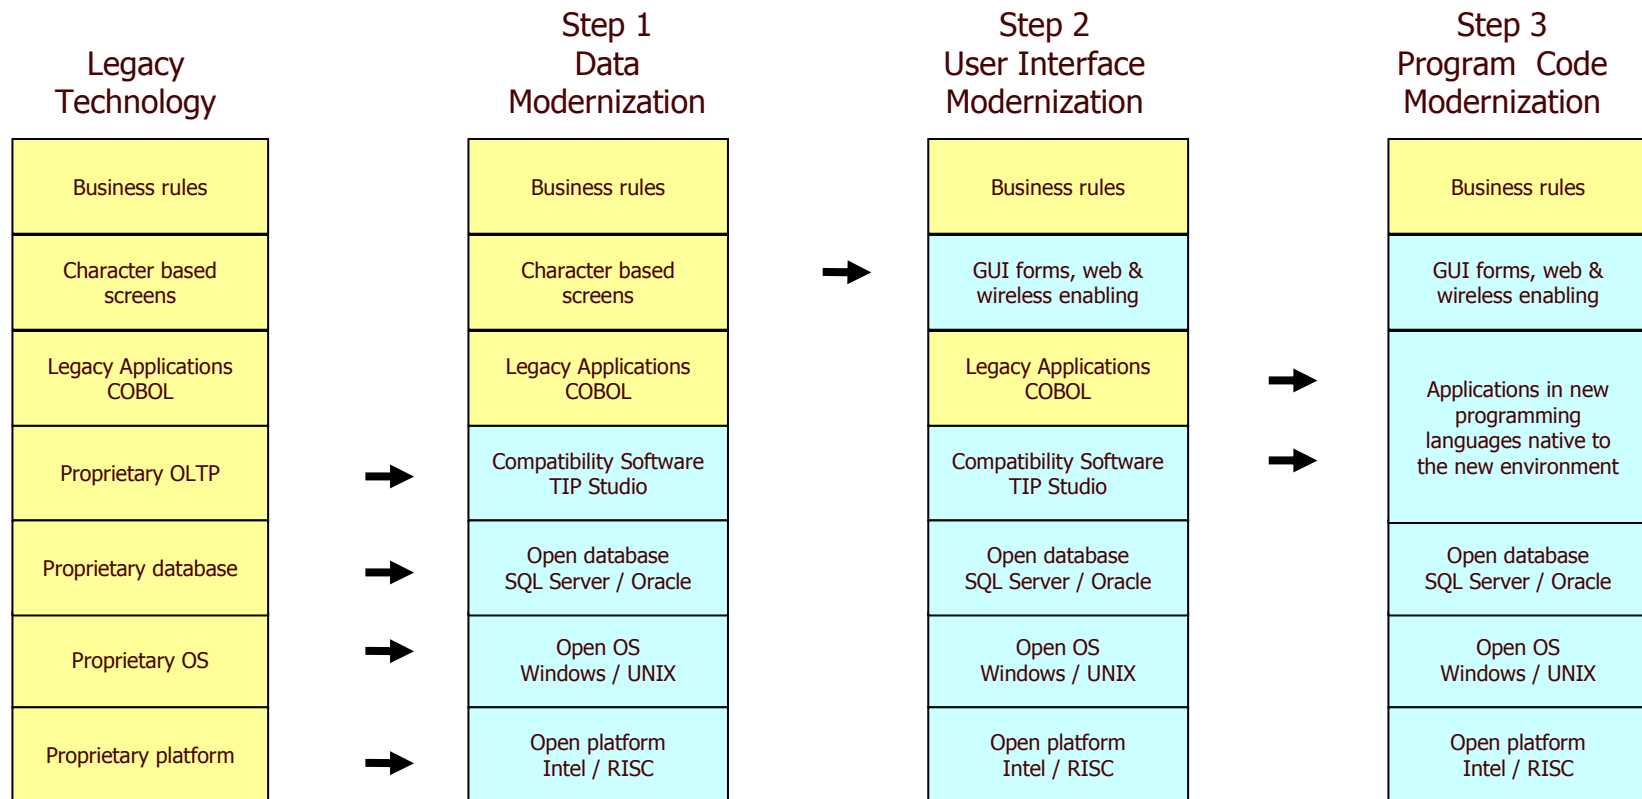 Legacy
Technology
Step 1
Data
Modernization
Step 2
User Interface
Modernization
Step 3
Program Code
Modernization
Business rules
Character based
screens
Legacy Applications
COBOL
Proprietary OLTP
Proprietary database
Proprietary OS
Proprietary platform
Business rules
Character based
screens
Legacy Applications
COBOL
Compatibility Software
TIP Studio
Open database
SQL Server / Oracle
Open OS
Windows / UNIX
Open platform
Intel / RISC
Business rules
GUI forms, web &
wireless enabling
Legacy Applications
COBOL
Compatibility Software
TIP Studio
Open database
SQL Server / Oracle
Open OS
Windows / UNIX
Open platform
Intel / RISC
Business rules
GUI forms, web &
wireless enabling
Applications in new
programming
languages native to
the new environment
Open database
SQL Server / Oracle
Open OS
Windows / UNIX
Open platform
Intel / RISC